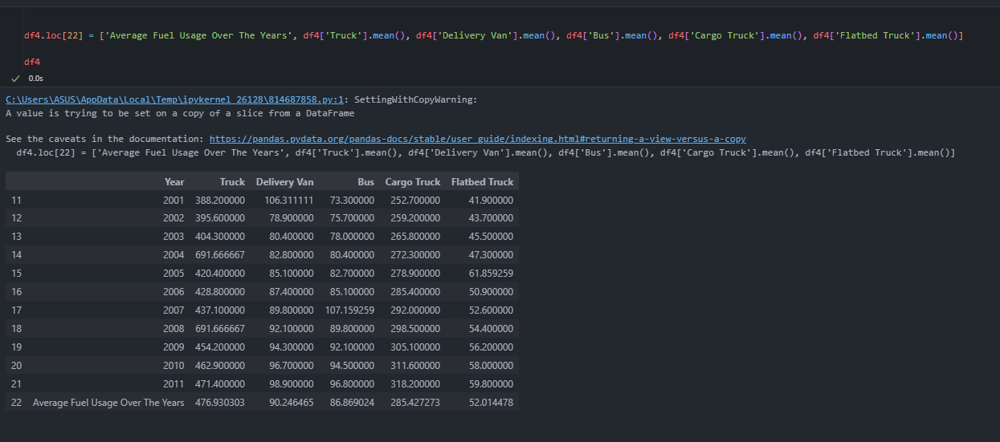 df4.loc[22] = ['Average Fuel Usage Over The Years', df4['Truck'].mean(), df4['Delivery Van'].mean(), df4['Bus'].mean(), df4['Cargo Truck'].mean(), df4['Flatbed Truck'].mean()]
df4
0.0s
C:\Users\ASUS\AppData\Local\Temp\ipykernel_26128\814687858.py:1: SettingWithCopyWarning:
A value is trying to be set on a copy of a slice from a DataFrame
See the caveats in the documentation: https://pandas.pydata.org/pandas-docs/stable/user_guide/indexing.html#returning-a-view-versus-a-copy
df4.loc[22] = ['Average Fuel Usage Over The Years', df4['Truck'].mean(), df4['Delivery Van'].mean(), df4['Bus'].mean(), df4['Cargo Truck'].mean(), df4['Flatbed Truck'].mean()]
Year Truck Delivery Van Bus Cargo Truck Flatbed Truck
11 2001 388.200000 106.311111 73.300000 252.700000 41.900000
12 2002 395.600000 78.900000 75.700000 259.200000 43.700000
13 2003 404.300000 80.400000 78.000000 265.800000 45.500000
14 2004 691.666667 82.800000 80.400000 272.300000 47.300000
15 2005 420.400000 85.100000 82.700000 278.900000 61.859259
16 2006 428.800000 87.400000 85.100000 285.400000 50.900000
17 2007 437.100000 89.800000 107.159259 292.000000 52.600000
18 2008 691.666667 92.100000 89.800000 298.500000 54.400000
19 2009 454.200000 94.300000 92.100000 305.100000 56.200000
20 2010 462.900000 96.700000 94.500000 311.600000 58.000000
21 2011 471.400000 98.900000 96.800000 318.200000 59.800000
22 Average Fuel Usage Over The Years 476.930303 90.246465 86.869024 285.427273 52.014478